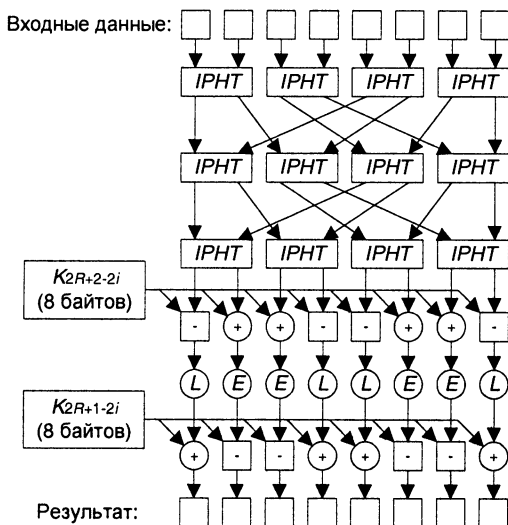 Входные данные:
IPHT IPHT IPHT IPHT
IPHT IPHT IPHT IPHT
IPHT IPHT IPHT IPHT
K2R+2-2i
(8 байтов)
- + + - - + + -
L E E L L E E L
K2R+1-2i
(8 байтов)
+ - - + + - - +
Результат: